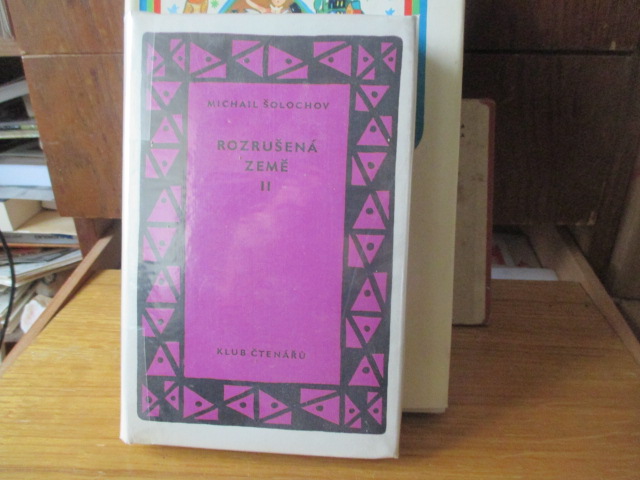 MICHAIL ŠOLOCHOV
ROZRUŠENÁ
ZEMĚ
II
KLUB ČTENÁŘŮ